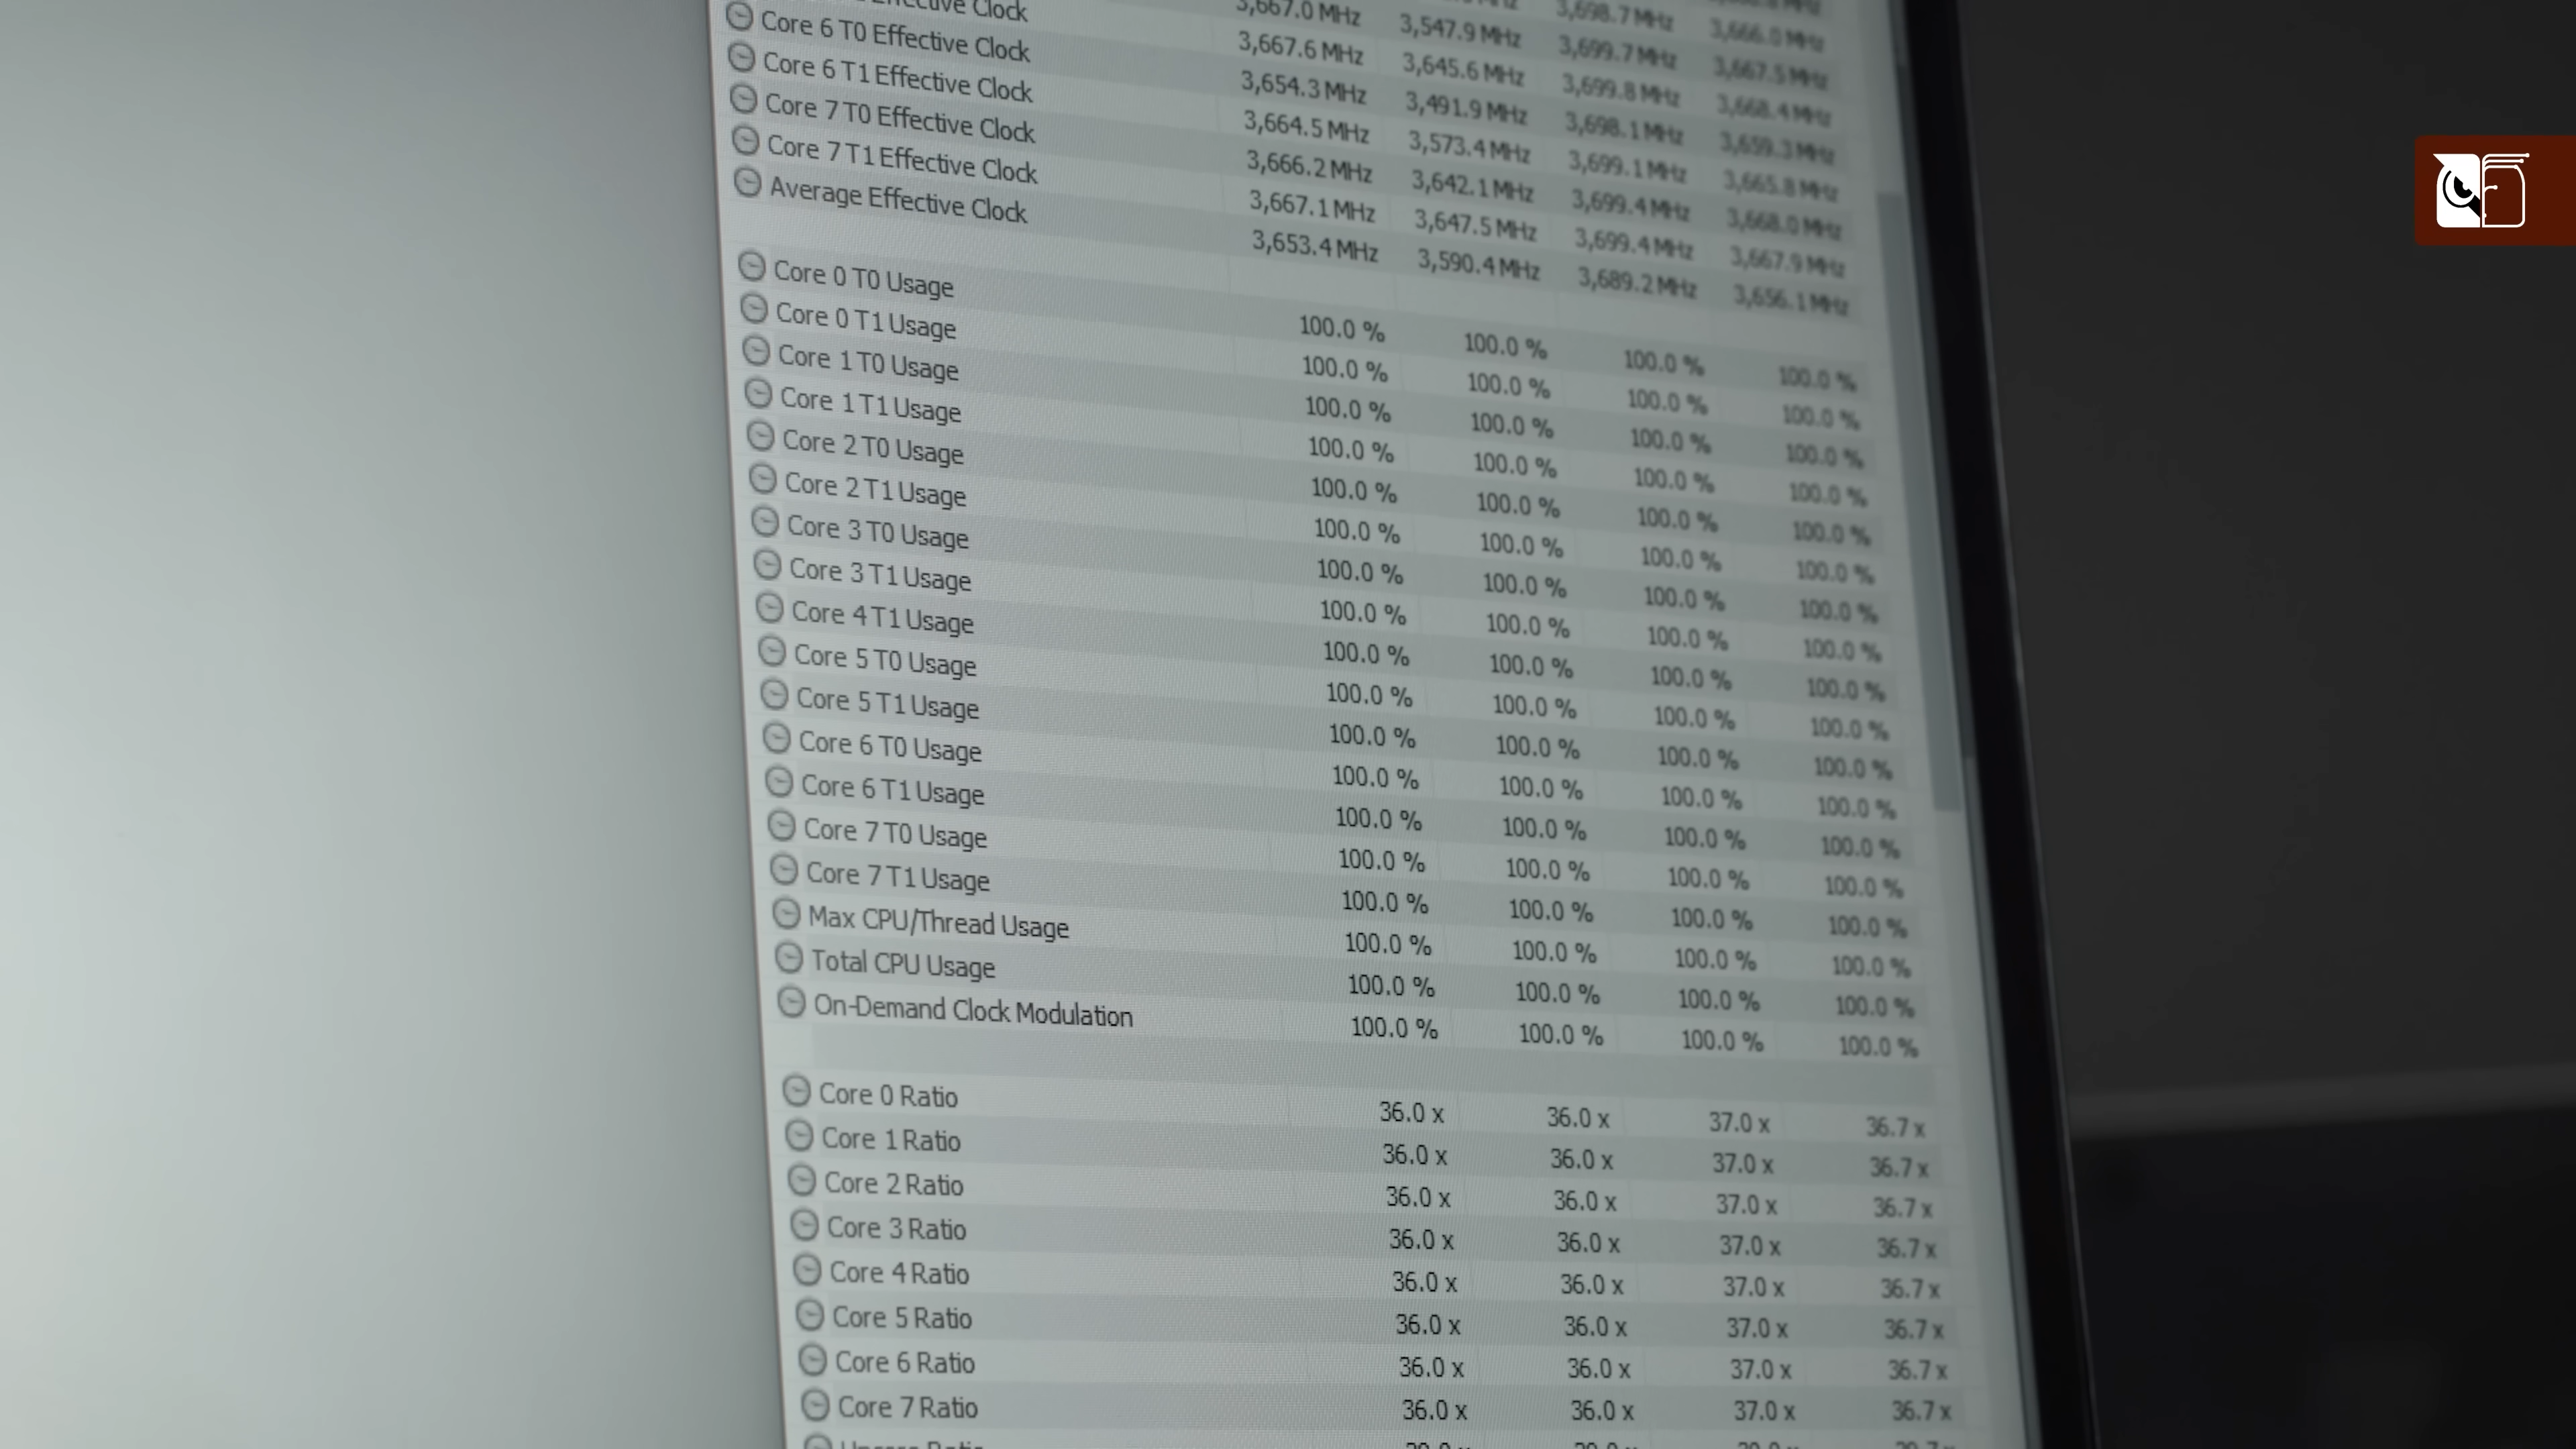 3,667.0 MHz 3,547.9 MHz 3,699.7 MHz 3,667.5 MHz
Clock 3,667.6 MHz 3,645.6 MHz 3,699.8 MHz 3,668.4 MHz
Core 6 T0 Effective Clock 3,654.3 MHz 3,491.9 MHz 3,698.1 MHz 3,659.3 MHz
Core 6 T1 Effective Clock 3,664.5 MHz 3,573.4 MHz 3,699.1 MHz 3,665.8 MHz
Core 7 T0 Effective Clock 3,666.2 MHz 3,642.1 MHz 3,699.4 MHz 3,668.0 MHz
Core 7 T1 Effective Clock 3,667.1 MHz 3,647.5 MHz 3,699.4 MHz 3,667.9 MHz
Average Effective Clock 3,653.4 MHz 3,590.4 MHz 3,689.2 MHz 3,656.1 MHz
Core 0 T0 Usage 100.0 % 100.0 % 100.0 % 100.0 %
Core 0 T1 Usage 100.0 % 100.0 % 100.0 % 100.0 %
Core 1 T0 Usage 100.0 % 100.0 % 100.0 % 100.0 %
Core 1 T1 Usage 100.0 % 100.0 % 100.0 % 100.0 %
Core 2 T0 Usage 100.0 % 100.0 % 100.0 % 100.0 %
Core 2 T1 Usage 100.0 % 100.0 % 100.0 % 100.0 %
Core 3 T0 Usage 100.0 % 100.0 % 100.0 % 100.0 %
Core 3 T1 Usage 100.0 % 100.0 % 100.0 % 100.0 %
Core 4 T1 Usage 100.0 % 100.0 % 100.0 % 100.0 %
Core 5 T0 Usage 100.0 % 100.0 % 100.0 % 100.0 %
Core 5 T1 Usage 100.0 % 100.0 % 100.0 % 100.0 %
Core 6 T0 Usage 100.0 % 100.0 % 100.0 % 100.0 %
Core 6 T1 Usage 100.0 % 100.0 % 100.0 % 100.0 %
Core 7 T0 Usage 100.0 % 100.0 % 100.0 % 100.0 %
Core 7 T1 Usage 100.0 % 100.0 % 100.0 % 100.0 %
Max CPU/Thread Usage 100.0 % 100.0 % 100.0 % 100.0 %
Total CPU Usage 100.0 % 100.0 % 100.0 % 100.0 %
On-Demand Clock Modulation 100.0 % 100.0 % 100.0 % 100.0 %
Core 0 Ratio 36.0 x 36.0 x 37.0 x 36.7 x
Core 1 Ratio 36.0 x 36.0 x 37.0 x 36.7 x
Core 2 Ratio 36.0 x 36.0 x 37.0 x 36.7 x
Core 3 Ratio 36.0 x 36.0 x 37.0 x 36.7 x
Core 4 Ratio 36.0 x 36.0 x 37.0 x 36.7 x
Core 5 Ratio 36.0 x 36.0 x 37.0 x 36.7 x
Core 6 Ratio 36.0 x 36.0 x 37.0 x 36.7 x
Core 7 Ratio 36.0 x 36.0 x 37.0 x 36.7 x